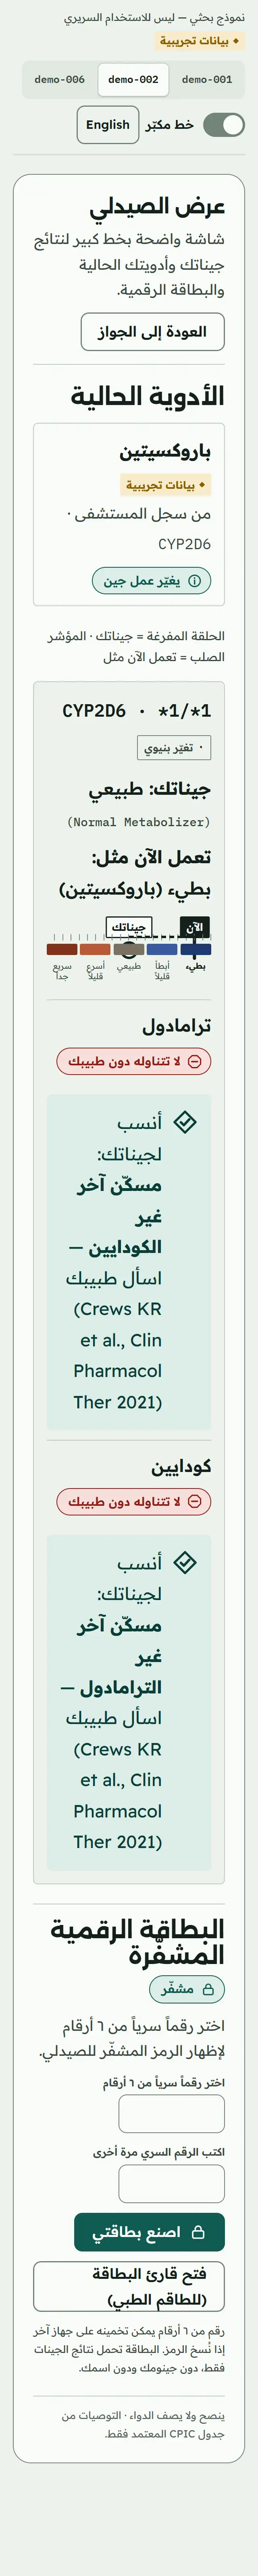 نموذج بحثي — ليس للاستخدام السريري
◆ بيانات تجريبية
demo-001 demo-002 demo-006
خط مكبّر English
عرض الصيدلي
شاشة واضحة بخط كبير لنتائج
جيناتك وأدويتك الحالية
والبطاقة الرقمية.
العودة إلى الجواز
الأدوية الحالية
باروكسيتين
◆ بيانات تجريبية
من سجل المستشفى ·
CYP2D6
يغيّر عمل جين
الحلقة المفرغة = جيناتك · المؤشر
الصلب = تعمل الآن مثل
CYP2D6 · *1/*1
· تغيّر بنيوي
جيناتك: طبيعي
(Normal Metabolizer)
تعمل الآن مثل:
بطيء (باروكسيتين)
الآن جيناتك
بطيء أبطأ قليلاً طبيعي أسرع قليلاً سريع جداً
ترامادول
لا تتناوله دون طبيبك
أنسب
لجيناتك:
مسكّن آخر
غير
الكودايين —
اسأل طبيبك
(Crews KR
et al., Clin
Pharmacol
Ther 2021)
كودايين
لا تتناوله دون طبيبك
أنسب
لجيناتك:
مسكّن آخر
غير
الترامادول —
اسأل طبيبك
(Crews KR
et al., Clin
Pharmacol
Ther 2021)
البطاقة الرقمية
المشفّرة
مشفّر
اختر رقماً سرياً من ٦ أرقام
لإظهار الرمز المشفّر للصيدلي.
اختر رقماً سرياً من ٦ أرقام
اكتب الرقم السري مرة أخرى
اصنع بطاقتي
فتح قارئ البطاقة
(للطاقم الطبي)
رقم من ٦ أرقام يمكن تخمينه على جهاز آخر
إذا نُسخ الرمز. البطاقة تحمل نتائج الجينات
فقط، دون جينومك ودون اسمك.
ينصح ولا يصف الدواء · التوصيات من
جدول CPIC المعتمد فقط.